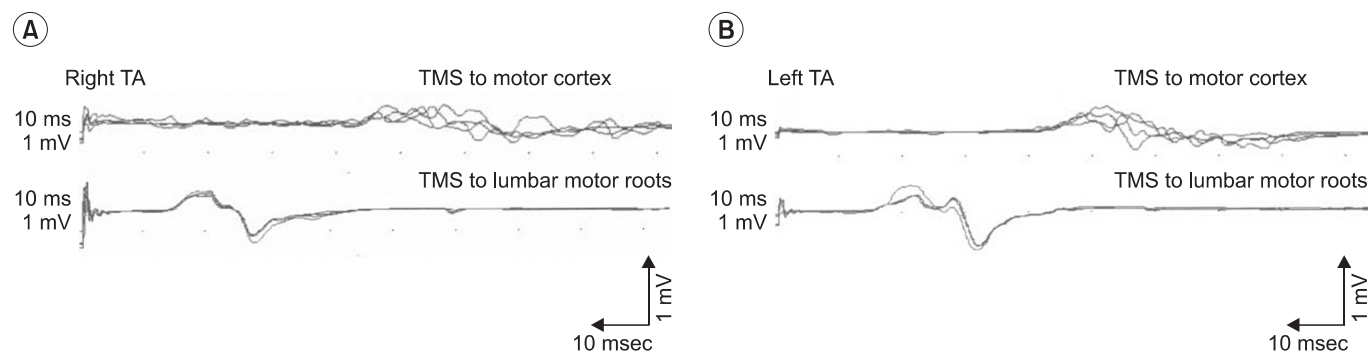 A
Right TA
TMS to motor cortex
10 ms
1 mV
TMS to lumbar motor roots
10 ms
1 mV
1 mV
10 msec
B
Left TA
TMS to motor cortex
10 ms
1 mV
TMS to lumbar motor roots
10 ms
1 mV
1 mV
10 msec